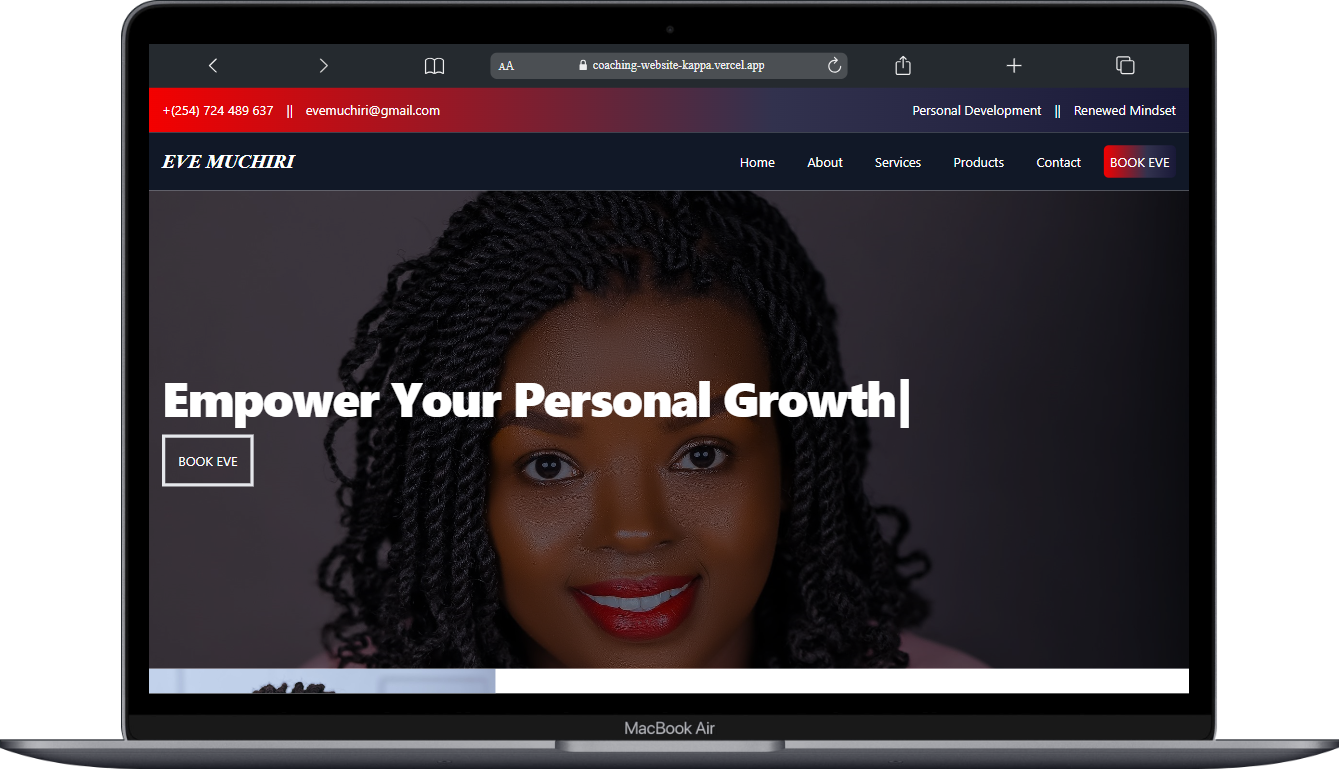 AA coaching-website-kappa.vercel.app
+(254) 724 489 637 || evemuchiri@gmail.com Personal Development || Renewed Mindset
EVE MUCHIRI Home About Services Products Contact BOOK EVE
Empower Your Personal Growth|
BOOK EVE
MacBook Air